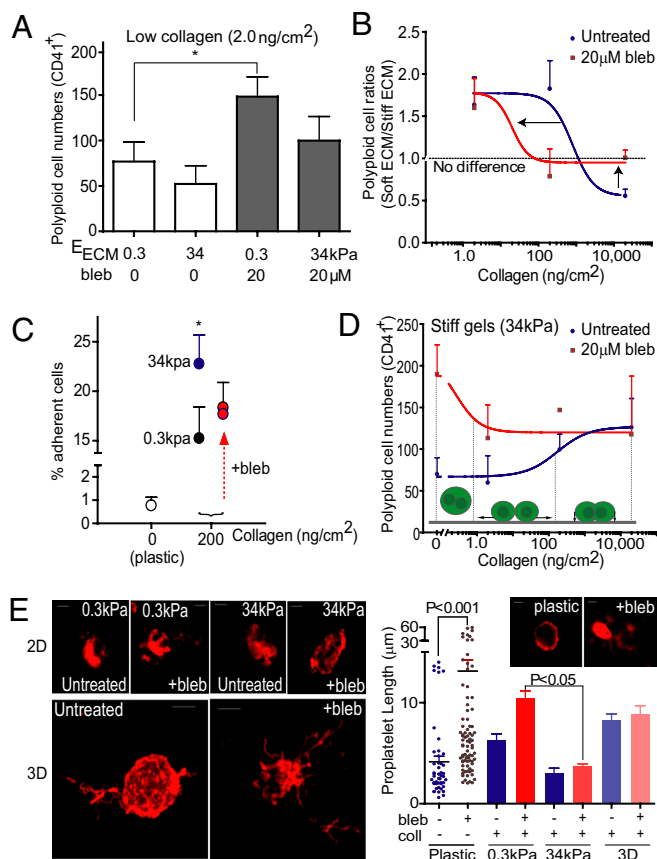 A
Low collagen (2.0 ng/cm²)
*
Polyploid cell numbers (CD41⁺)
200
150
100
50
0
E_ECM 0.3 34 0.3 34kPa
bleb 0 0 20 20µM
B
Untreated
20µM bleb
Polyploid cell ratios
(Soft ECM/Stiff ECM)
2.5
2.0
1.5
1.0
0.5
0.0
No difference
1.0 100 10,000
Collagen (ng/cm²)
C
% adherent cells
25
20
15
2
1
0
*
34kpa
0.3kpa
+bleb
0 200
(plastic)
Collagen (ng/cm²)
D
Stiff gels (34kPa)
Untreated
20µM bleb
Polyploid cell numbers (CD41⁺)
250
200
150
100
50
0
0 1.0 100 10,000
Collagen (ng/cm²)
E
2D
0.3kPa 0.3kPa 34kPa 34kPa
Untreated +bleb Untreated +bleb
3D
Untreated +bleb
P<0.001
plastic +bleb
P<0.05
Proplatelet Length (µm)
60
30
10
0
bleb - + - + - + - +
coll - - + + + + + +
Plastic 0.3kPa 34kPa 3D